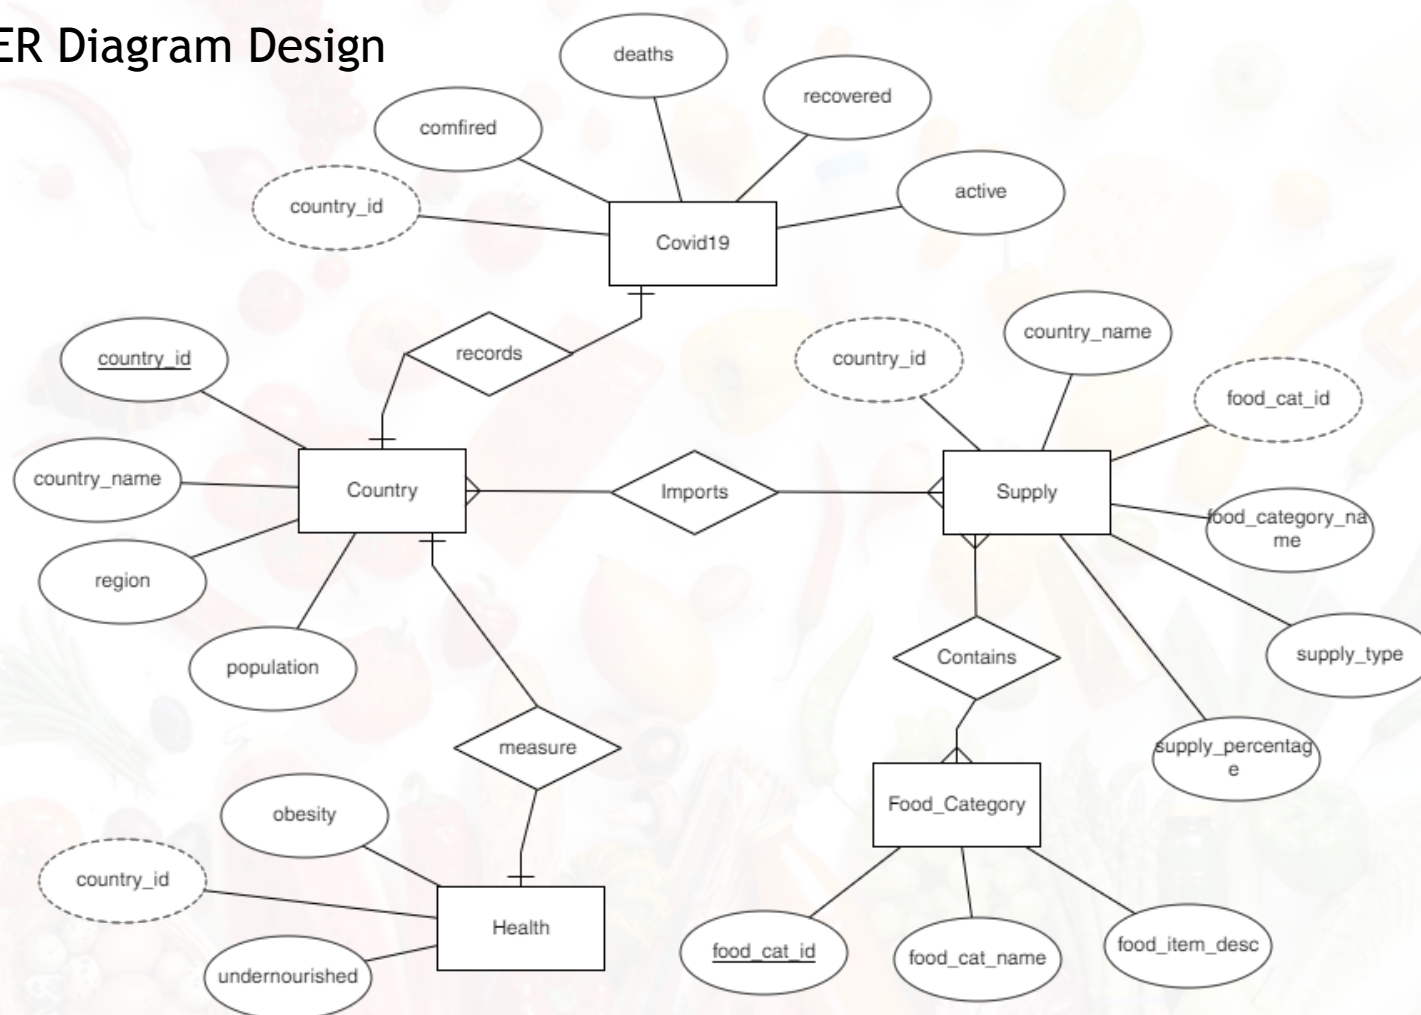 ER Diagram Design
deaths
recovered
comfired
active
country_id
Covid19
records
country_id
country_name
region
population
Country
Imports
country_id
country_name
food_cat_id
food_category_na
me
supply_type
supply_percentag
e
Supply
Contains
measure
Food_Category
obesity
country_id
undernourished
Health
food_cat_id
food_cat_name
food_item_desc